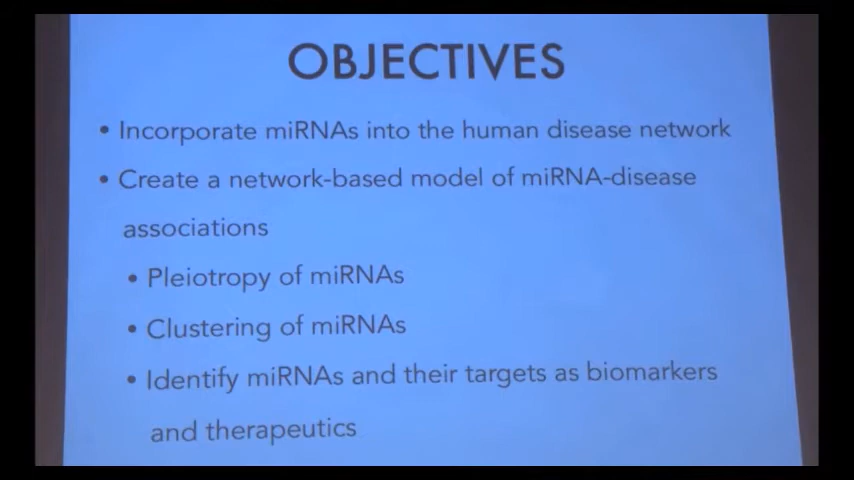 OBJECTIVES
• Incorporate miRNAs into the human disease network
• Create a network-based model of miRNA-disease
associations
• Pleiotropy of miRNAs
• Clustering of miRNAs
• Identify miRNAs and their targets as biomarkers
and therapeutics